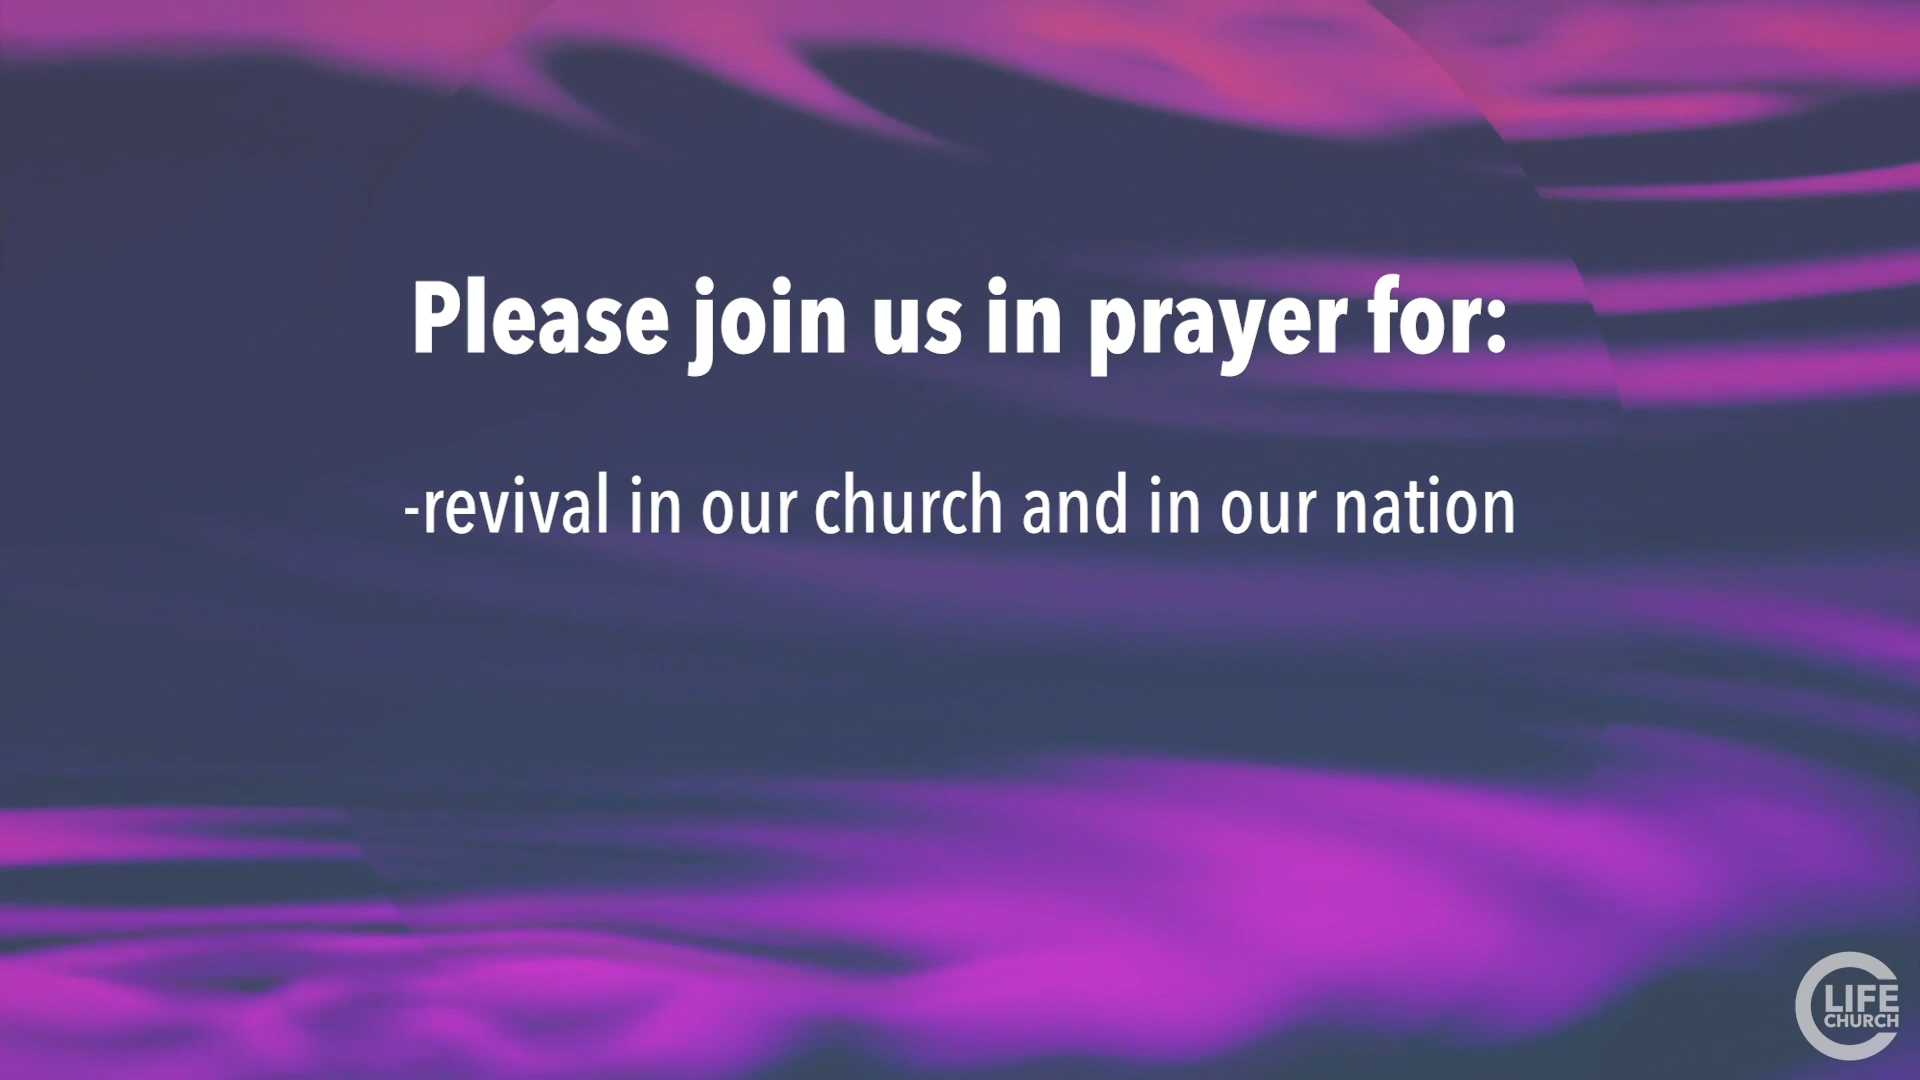 Please join us in prayer for:
-revival in our church and in our nation
LIFE
CHURCH